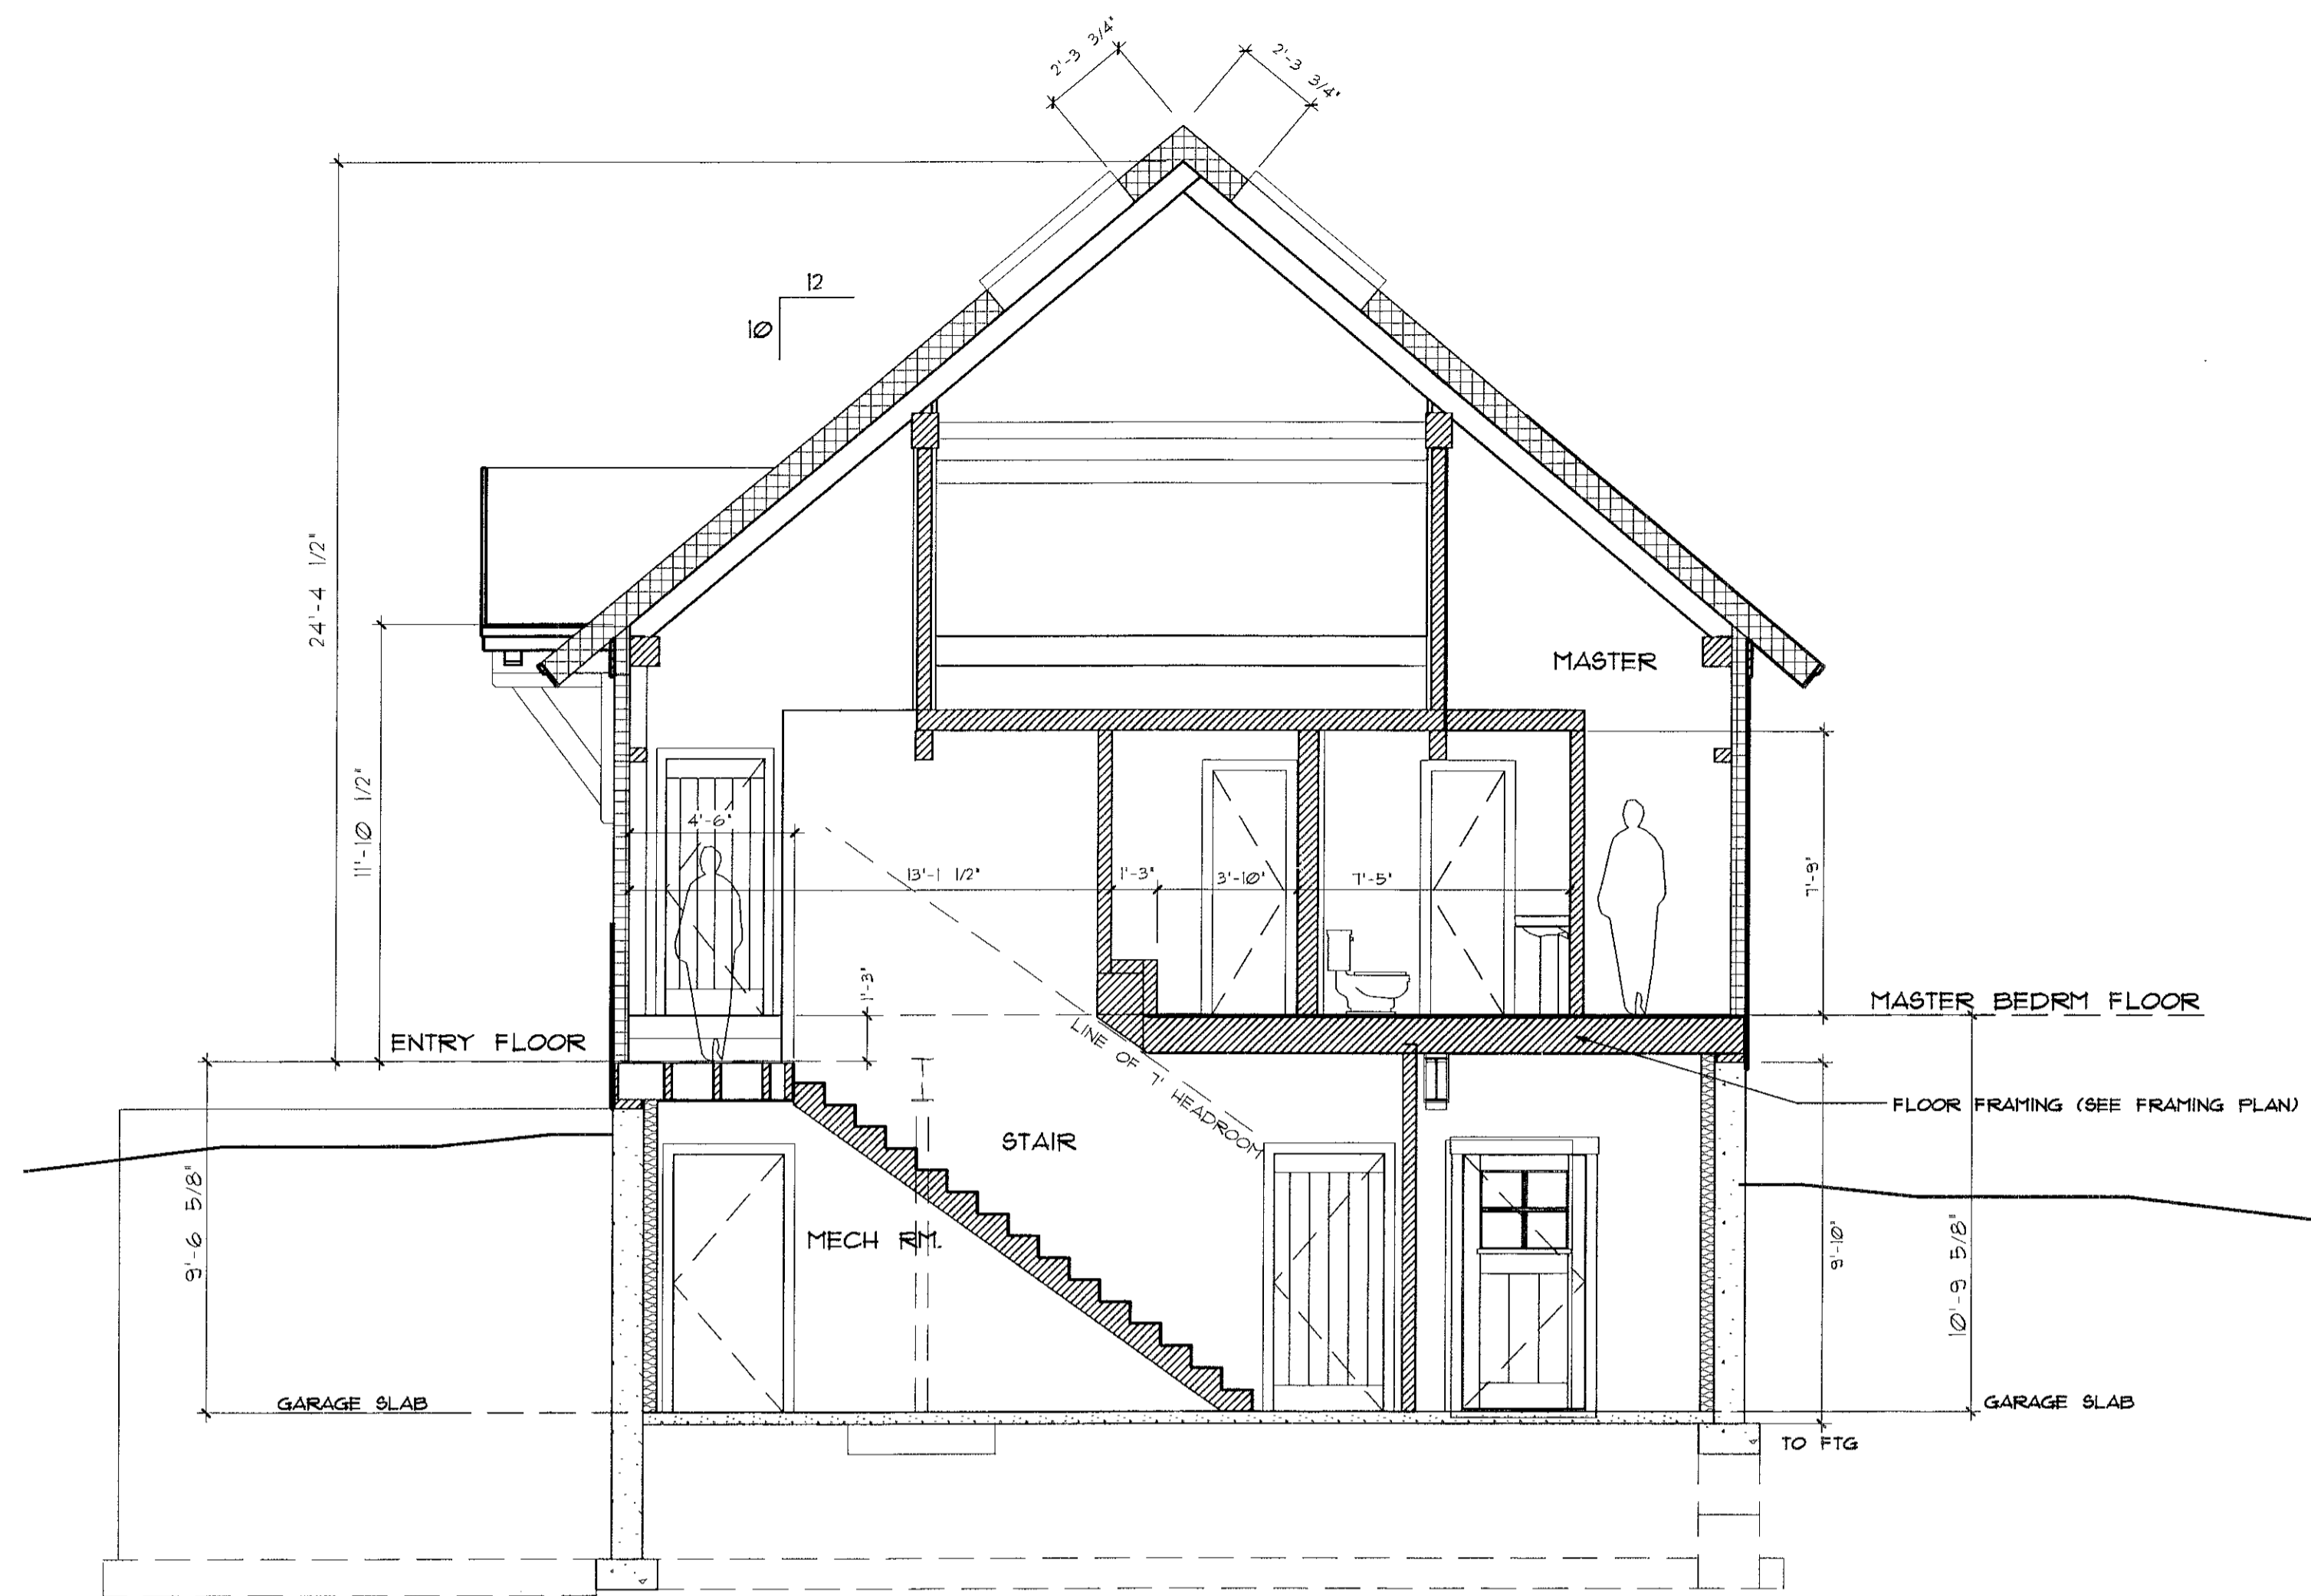 2'-3 3/4"
2'-3 3/4"
12
10
24'-4 1/2"
11'-10 1/2"
MASTER
4'-6"
13'-1 1/2"
1'-3"
3'-10"
7'-5"
7'-9"
1'-3"
ENTRY FLOOR
MASTER BEDRM FLOOR
LINE OF 7' HEADROOM
FLOOR FRAMING (SEE FRAMING PLAN)
STAIR
MECH RM.
9'-6 5/8"
9'-10"
10'-9 5/8"
GARAGE SLAB
GARAGE SLAB
TO FTG